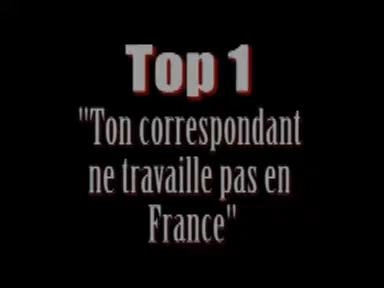 Top 1
"Ton correspondant
ne travaille pas en
France"